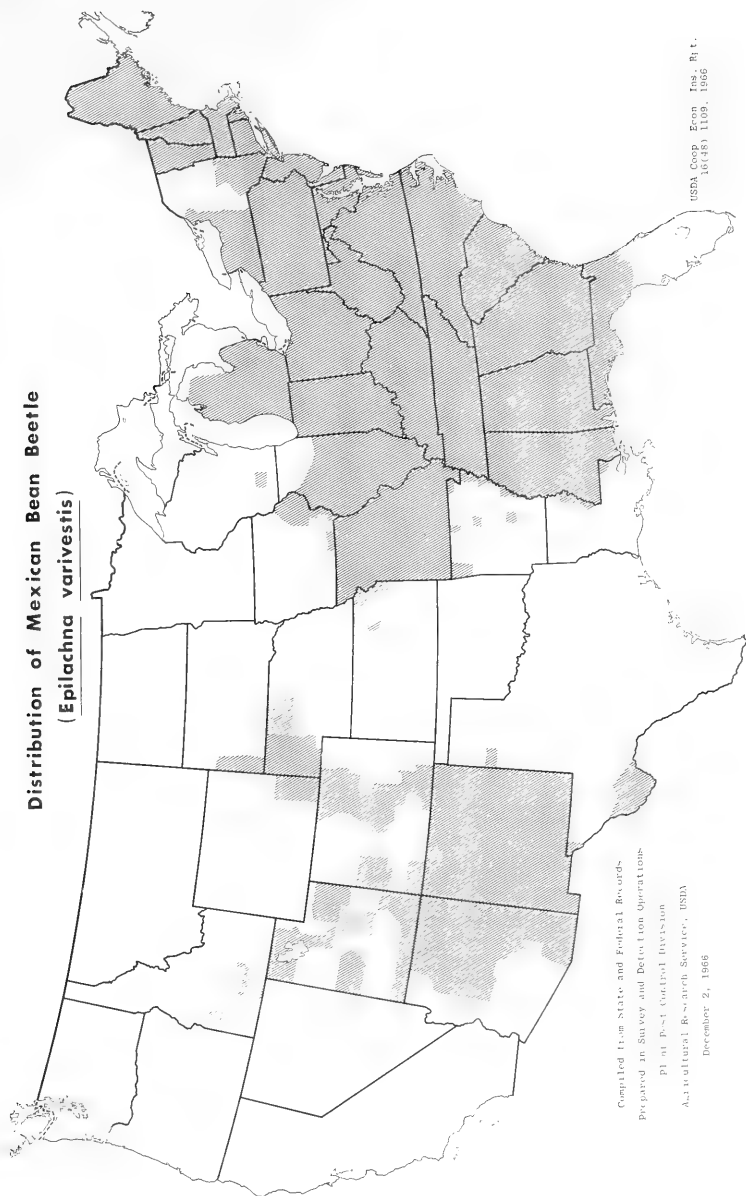 Distribution of Mexican Bean Beetle
(Epilachna varivestis)
USDA Coop Econ Ins. Rpt.
16(48) 1109, 1966
Compiled from State and Federal Records
Prepared in Survey and Detection Operations
Plant Pest Control Division
Agricultural Research Service, USDA
December 2, 1966